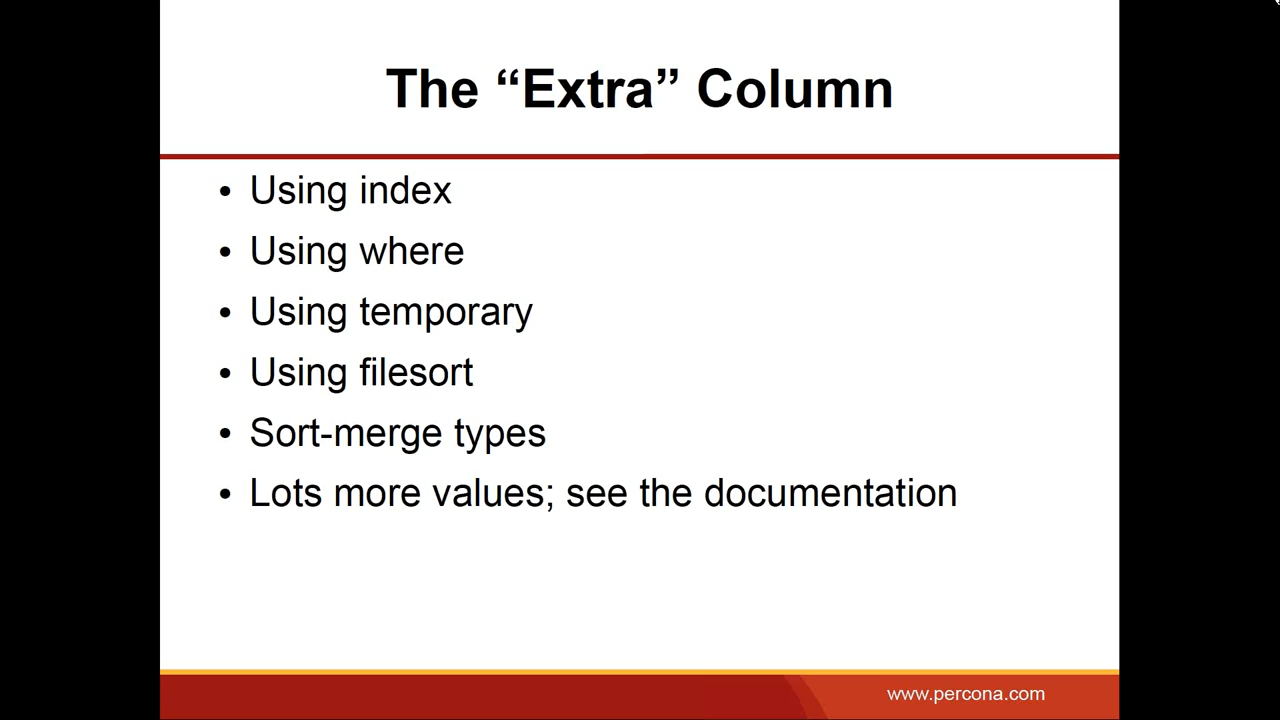 The “Extra” Column
• Using index
• Using where
• Using temporary
• Using filesort
• Sort-merge types
• Lots more values; see the documentation
www.percona.com